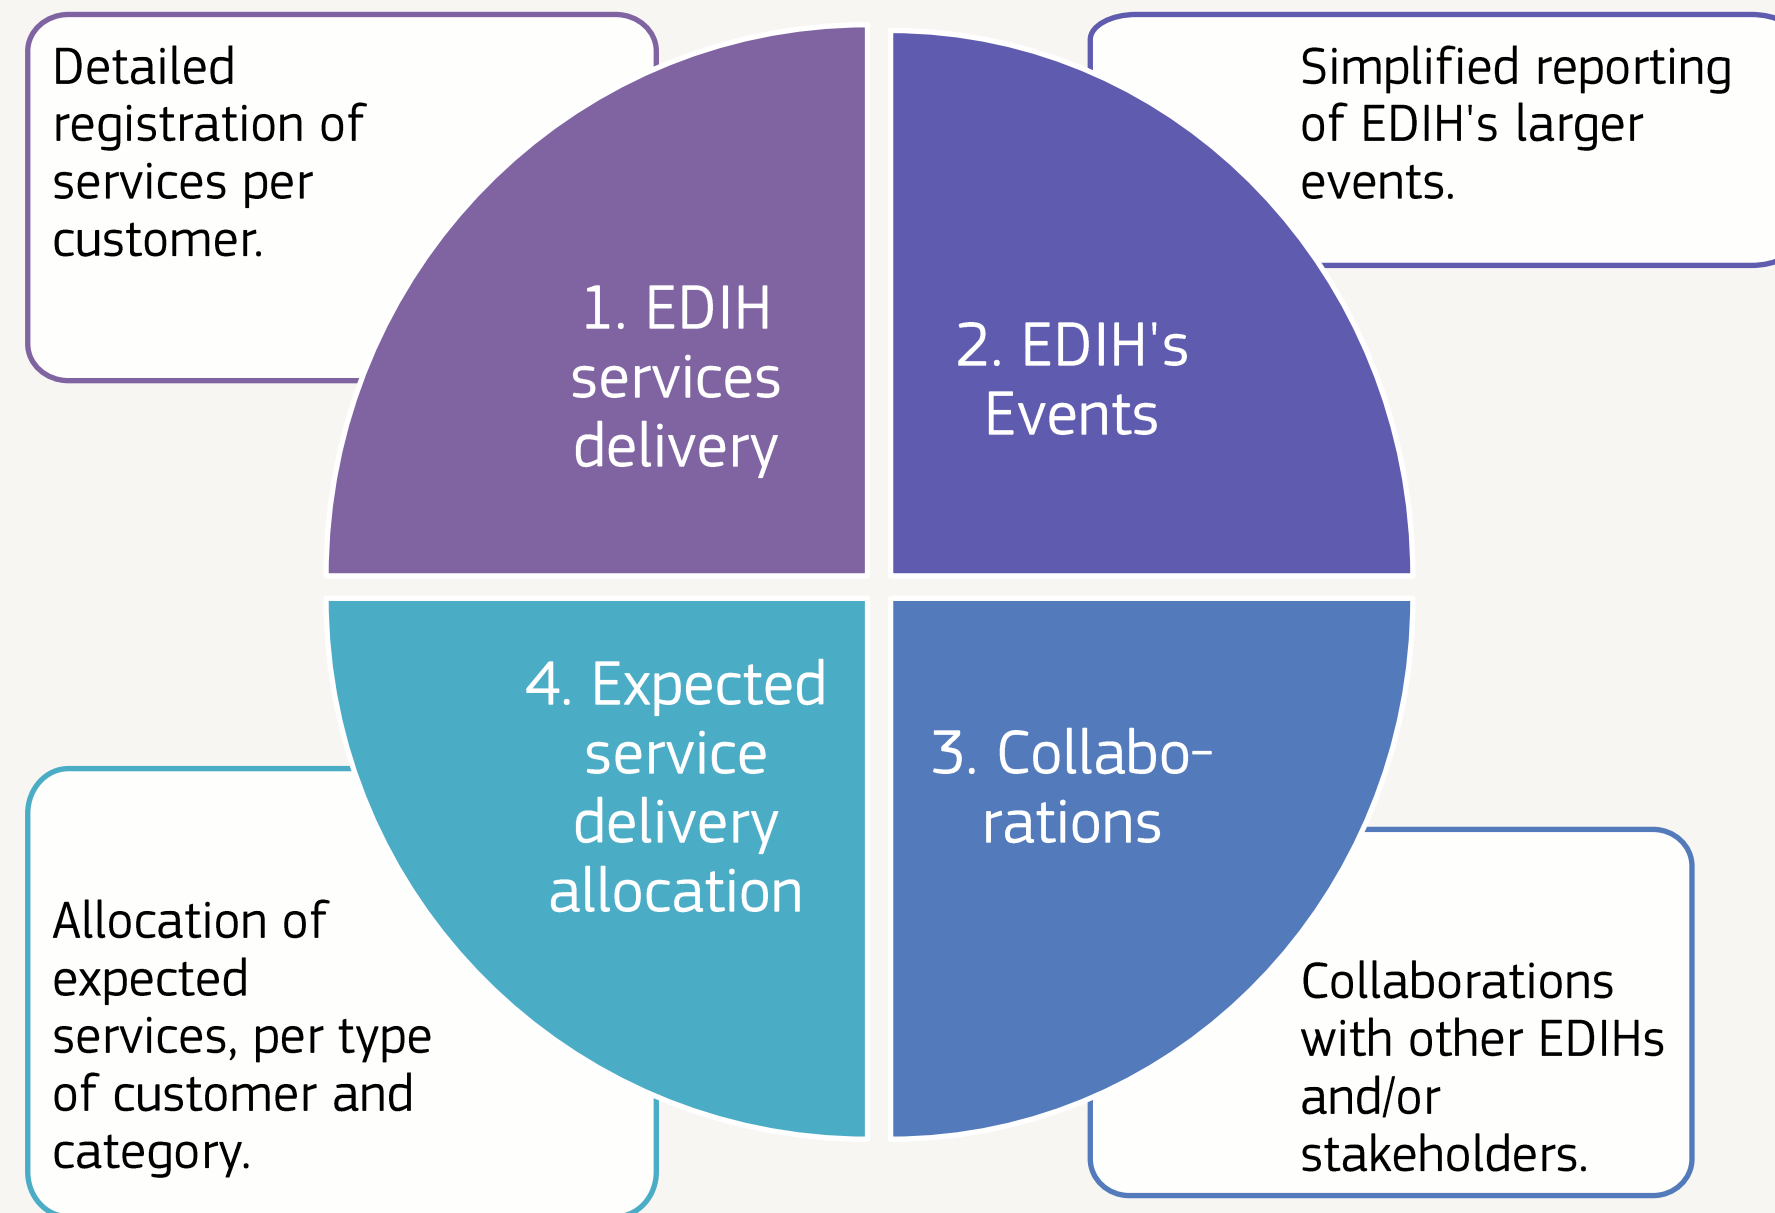 Detailed
registration of
services per
customer.
1. EDIH
services
delivery
Simplified reporting
of EDIH's larger
events.
2. EDIH's
Events
4. Expected
service
delivery
allocation
Allocation of
expected
services, per type
of customer and
category.
3. Collabo-
rations
Collaborations
with other EDIHs
and/or
stakeholders.